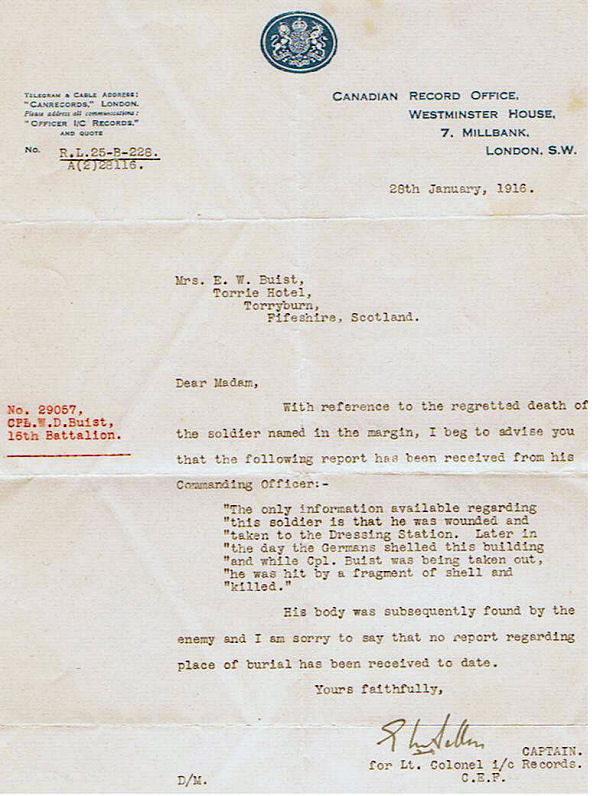 TELEGRAM & CABLE ADDRESS:
"CANRECORDS," LONDON.
Please address all communications:
"OFFICER I/C RECORDS,"
AND QUOTE
No. R.L.25-B-228.
A(2)28116.
CANADIAN RECORD OFFICE,
WESTMINSTER HOUSE,
7, MILLBANK,
LONDON, S.W.
28th January, 1916.
Mrs. E. W. Buist,
Torrie Hotel,
Torryburn,
Fifeshire, Scotland.
Dear Madam,
No. 29057,
CPL.W.D.Buist,
16th Battalion.
With reference to the regretted death of
the soldier named in the margin, I beg to advise you
that the following report has been received from his
Commanding Officer:-
"The only information available regarding
"this soldier is that he was wounded and
"taken to the Dressing Station. Later in
"the day the Germans shelled this building
"and while Cpl. Buist was being taken out,
"he was hit by a fragment of shell and
"killed."
His body was subsequently found by the
enemy and I am sorry to say that no report regarding
place of burial has been received to date.
Yours faithfully,
CAPTAIN.
for Lt. Colonel i/c Records.
C.E.F.
D/M.